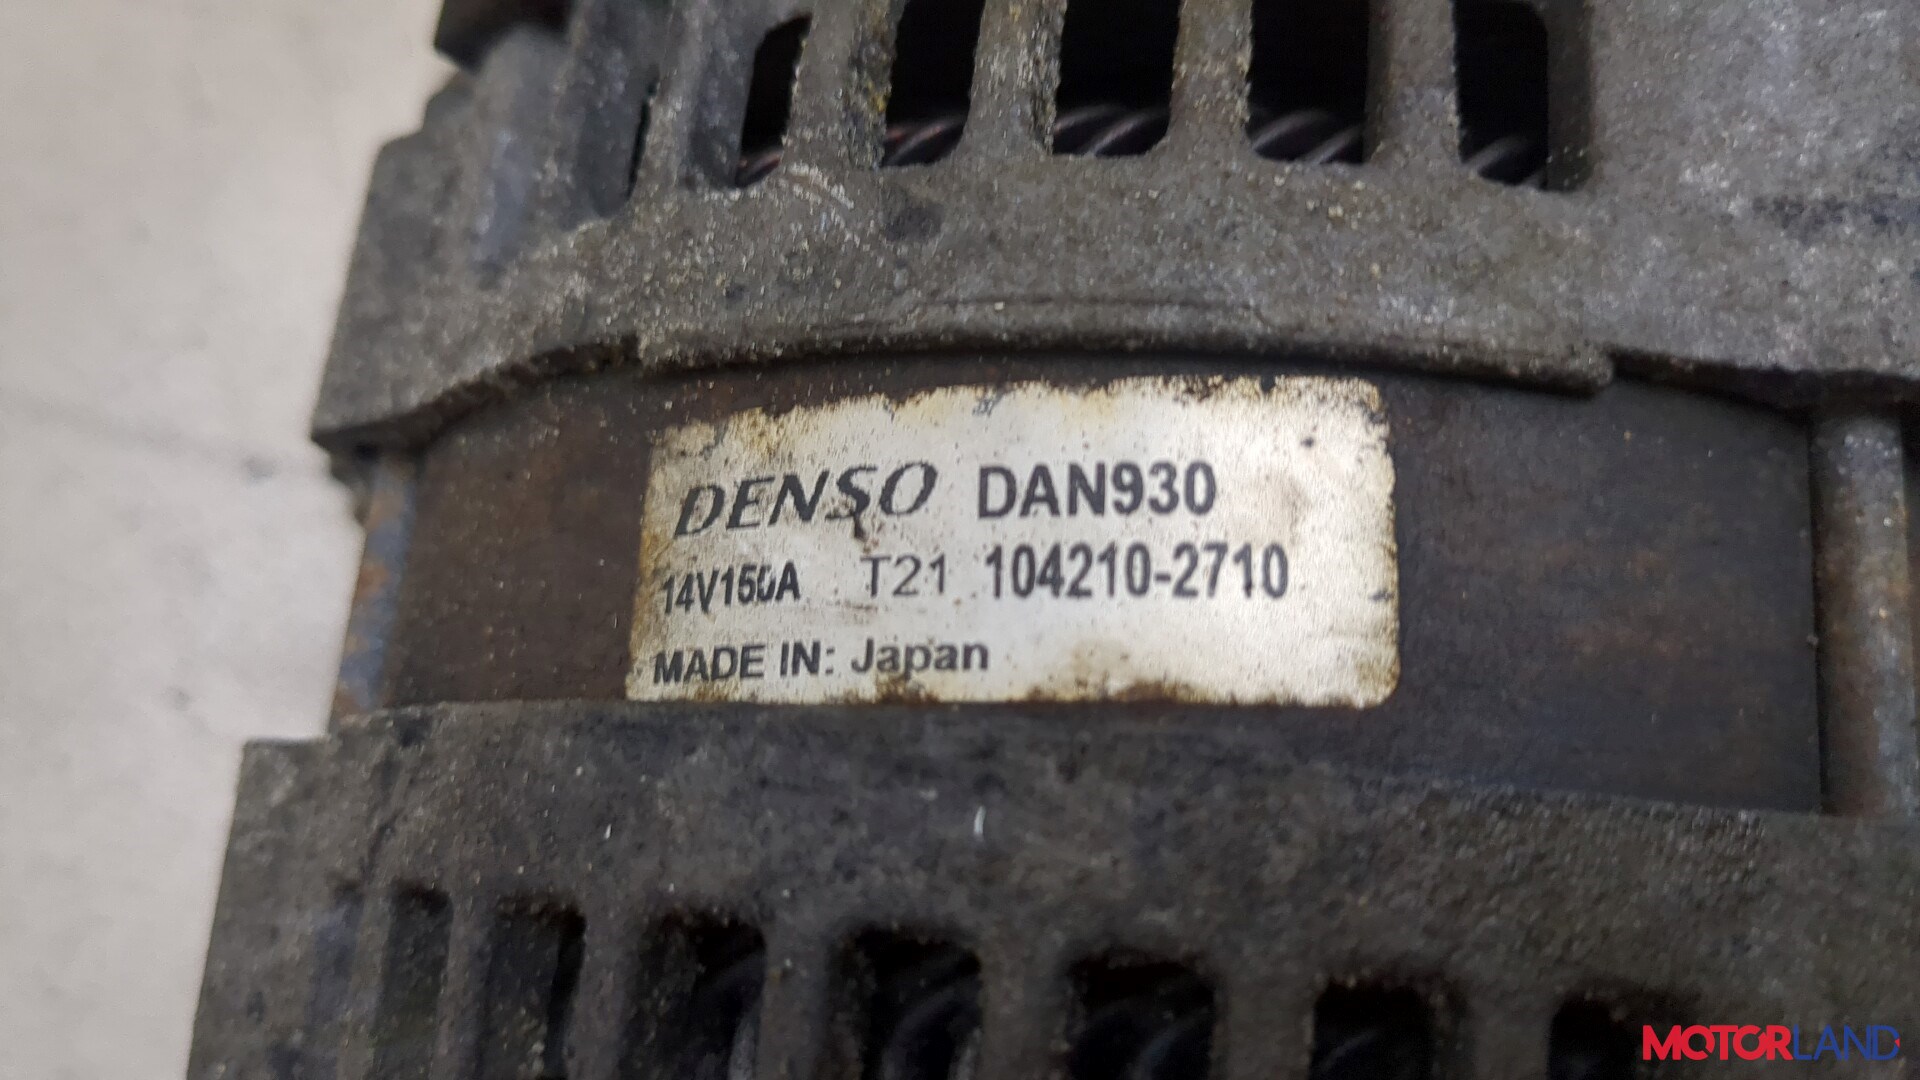 DENSO DAN930
14V150A T21 104210-2710
MADE IN: Japan
MOTORLAND